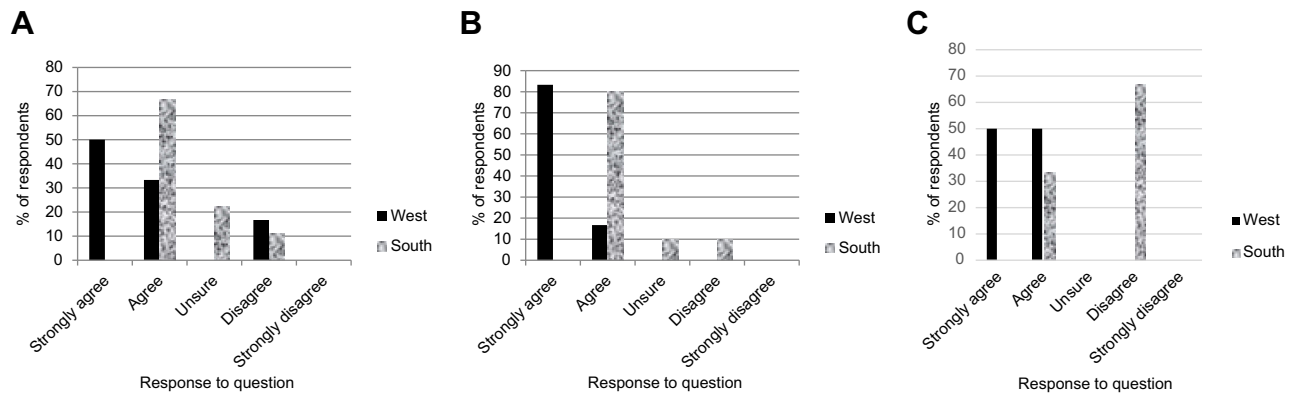 A
80
70
60
50
40
30
20
10
0
% of respondents
Strongly agree
Agree
Unsure
Disagree
Strongly disagree
Response to question
West
South
B
90
80
70
60
50
40
30
20
10
0
% of respondents
Strongly agree
Agree
Unsure
Disagree
Strongly disagree
Response to question
West
South
C
80
70
60
50
40
30
20
10
0
% of respondents
Strongly agree
Agree
Unsure
Disagree
Strongly disagree
Response to question
West
South